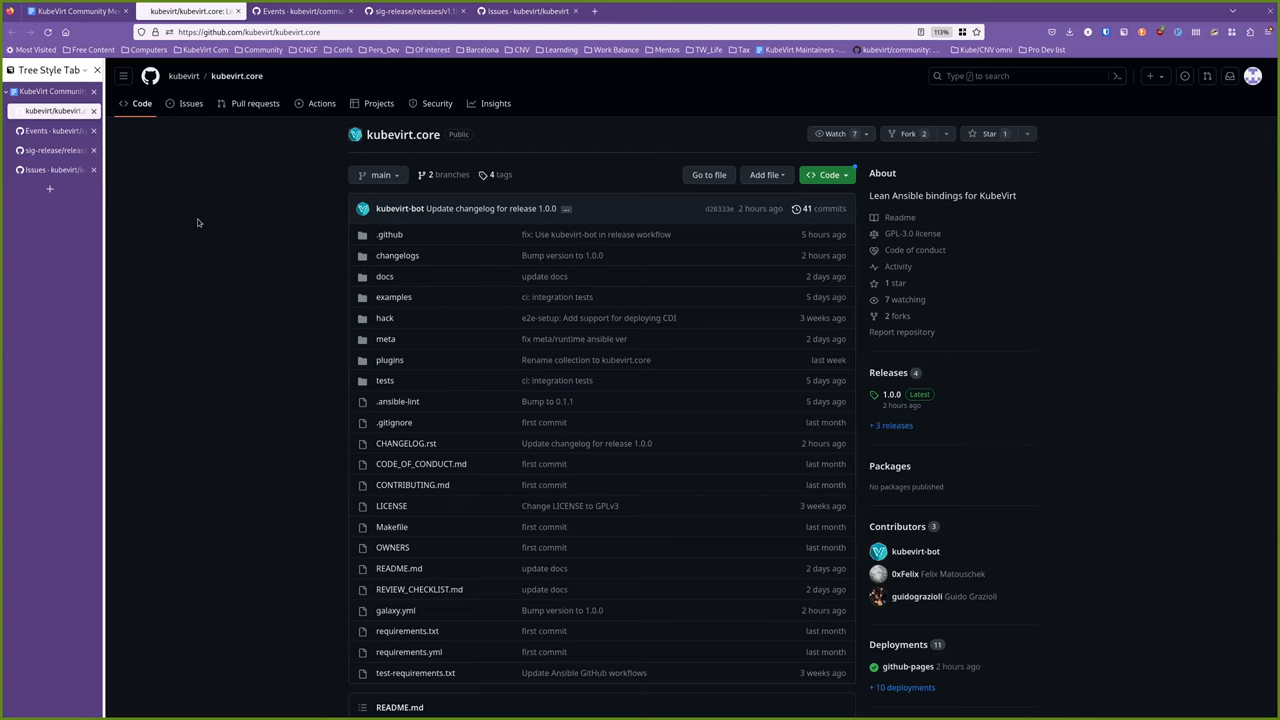 KubeVirt Community Me
kubevirt/kubevirt.core: L
Events · kubevirt/commu
sig-release/releases/v1.1/
Issues · kubevirt/kubevirt
https://github.com/kubevirt/kubevirt.core
113%
Most Visited
Free Content
Computers
KubeVirt Com
Community
CNCF
Confs
Pers_Dev
Of interest
Barcelona
CNV
Learnding
Work Balance
Mentos
TW_Life
Tax
KubeVirt Maintainers -...
kubevirt/community: ...
Kube/CNV omni
Pro Dev list
Tree Style Tab
KubeVirt Communit
kubevirt/kubevirt.c
Events · kubevirt/c
sig-release/releas
Issues · kubevirt/k
kubevirt / kubevirt.core
Type / to search
Code
Issues
Pull requests
Actions
Projects
Security
Insights
kubevirt.core
Public
Watch 7
Fork 2
Star 1
main
2 branches
4 tags
Go to file
Add file
Code
kubevirt-bot Update changelog for release 1.0.0 ...
d20333e 2 hours ago
41 commits
.github fix: Use kubevirt-bot in release workflow 5 hours ago
changelogs Bump version to 1.0.0 2 hours ago
docs update docs 2 days ago
examples ci: integration tests 5 days ago
hack e2e-setup: Add support for deploying CDI 3 weeks ago
meta fix meta/runtime ansible ver 2 days ago
plugins Rename collection to kubevirt.core last week
tests ci: integration tests 5 days ago
.ansible-lint Bump to 0.1.1 5 days ago
.gitignore first commit last month
CHANGELOG.rst Update changelog for release 1.0.0 2 hours ago
CODE_OF_CONDUCT.md first commit last month
CONTRIBUTING.md first commit last month
LICENSE Change LICENSE to GPLv3 3 weeks ago
Makefile first commit last month
OWNERS first commit last month
README.md update docs 2 days ago
REVIEW_CHECKLIST.md update docs 2 days ago
galaxy.yml Bump version to 1.0.0 2 hours ago
requirements.txt first commit last month
requirements.yml first commit last month
test-requirements.txt Update Ansible GitHub workflows 3 weeks ago
README.md
About
Lean Ansible bindings for KubeVirt
Readme
GPL-3.0 license
Code of conduct
Activity
1 star
7 watching
2 forks
Report repository
Releases 4
1.0.0 Latest
2 hours ago
+ 3 releases
Packages
No packages published
Contributors 3
kubevirt-bot
0xFelix Felix Matouschek
guidograzioli Guido Grazioli
Deployments 11
github-pages 2 hours ago
+ 10 deployments